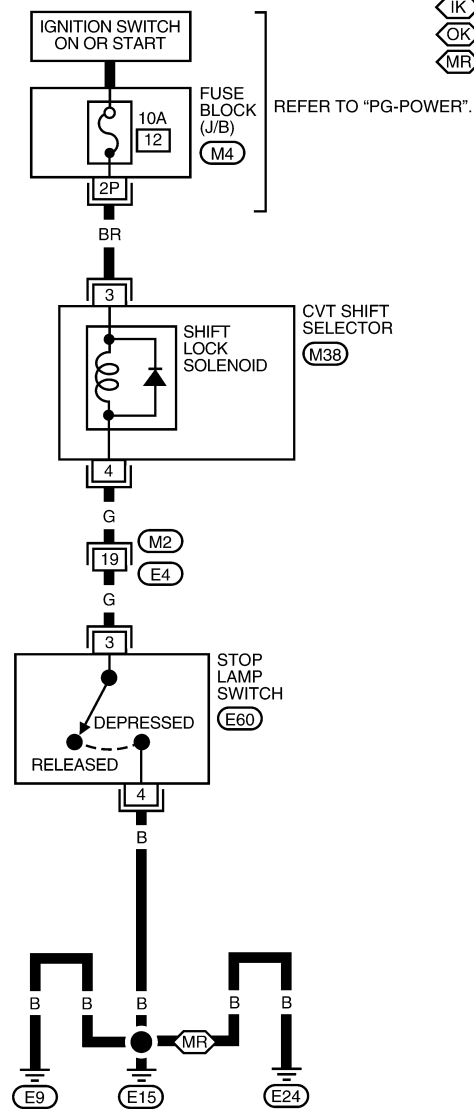 IGNITION SWITCH
ON OR START
IK
OK
MR
10A
12
FUSE
BLOCK
(J/B)
M4
REFER TO "PG-POWER".
2P
BR
3
CVT SHIFT
SELECTOR
M38
SHIFT
LOCK
SOLENOID
4
G
M2
19
E4
G
3
STOP
LAMP
SWITCH
E60
DEPRESSED
RELEASED
4
B
B
B
B
B
B
MR
E9
E15
E24